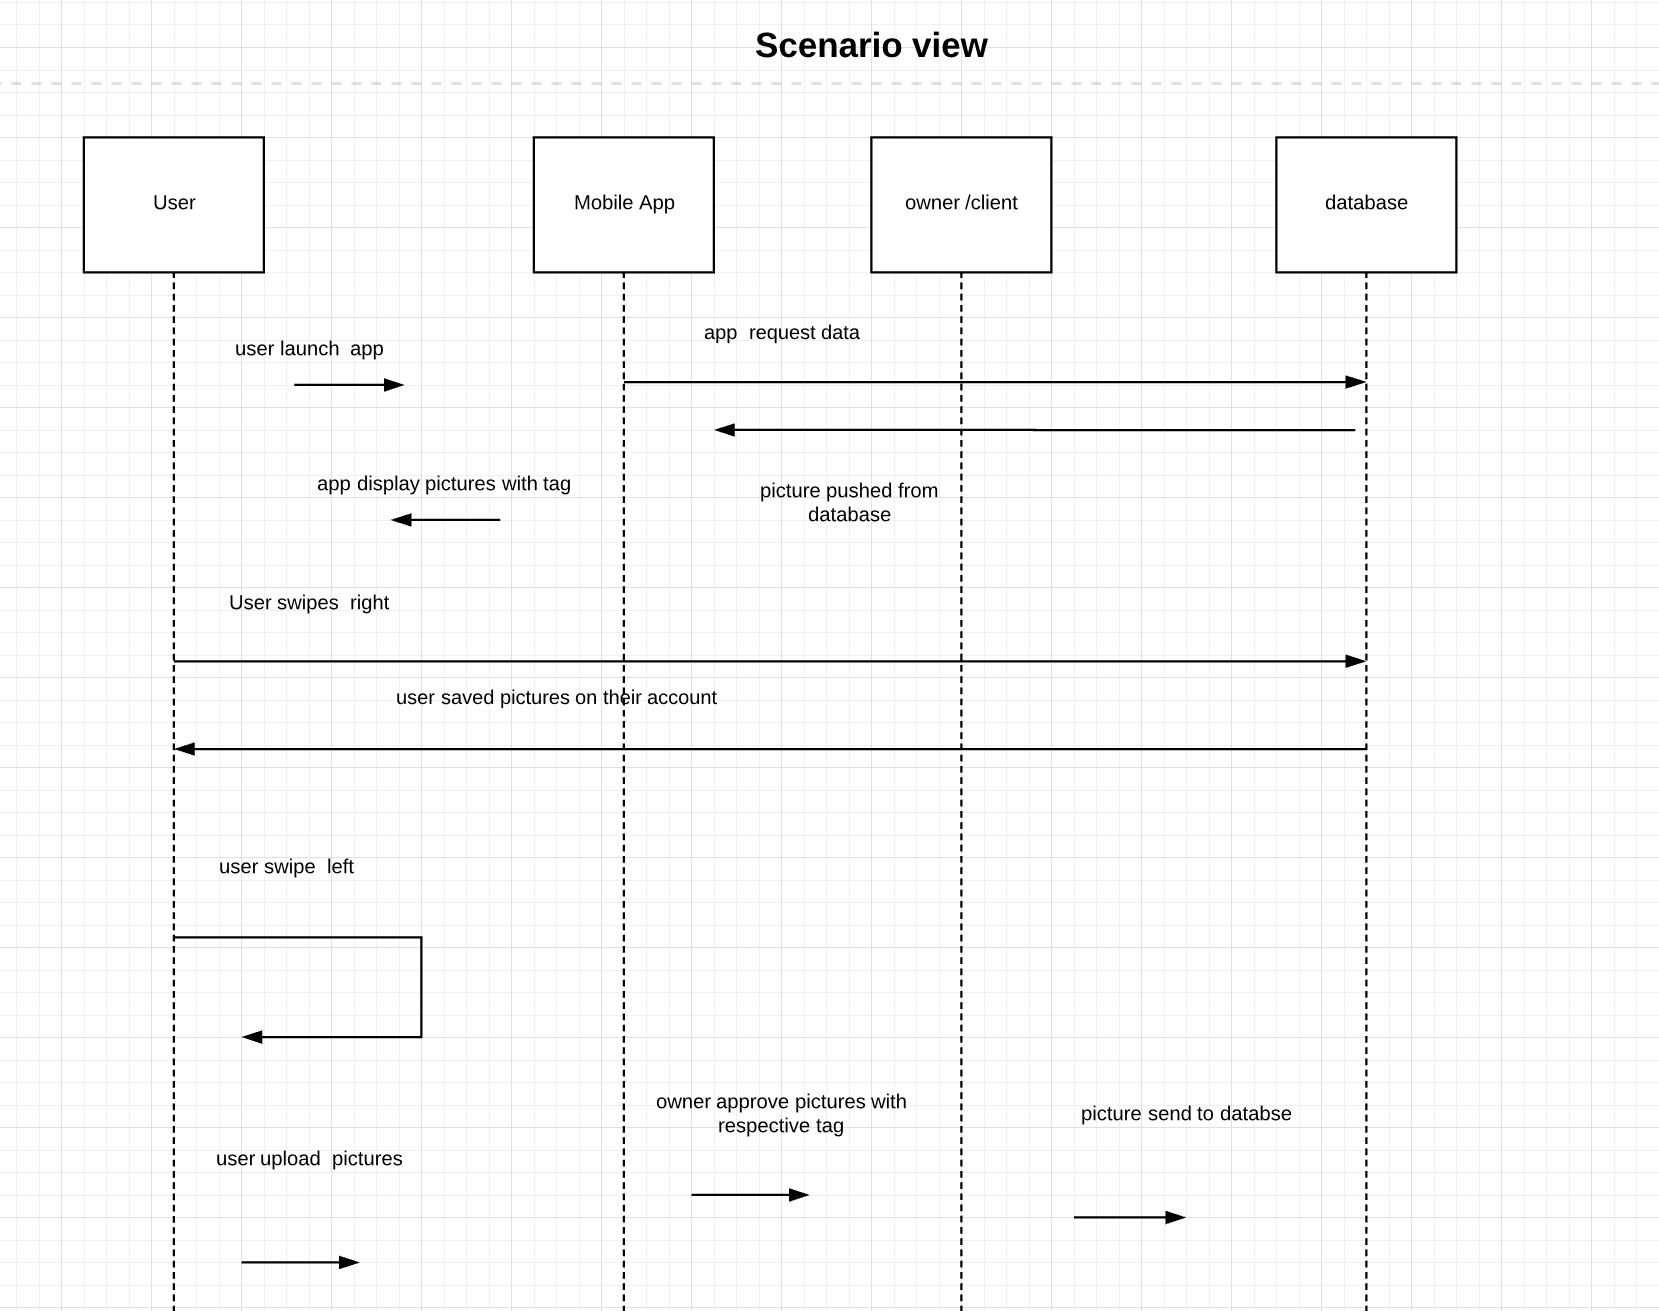 Scenario view
User
Mobile App
owner /client
database
app request data
user launch app
app display pictures with tag
picture pushed from
database
User swipes right
user saved pictures on their account
user swipe left
owner approve pictures with
respective tag
picture send to databse
user upload pictures